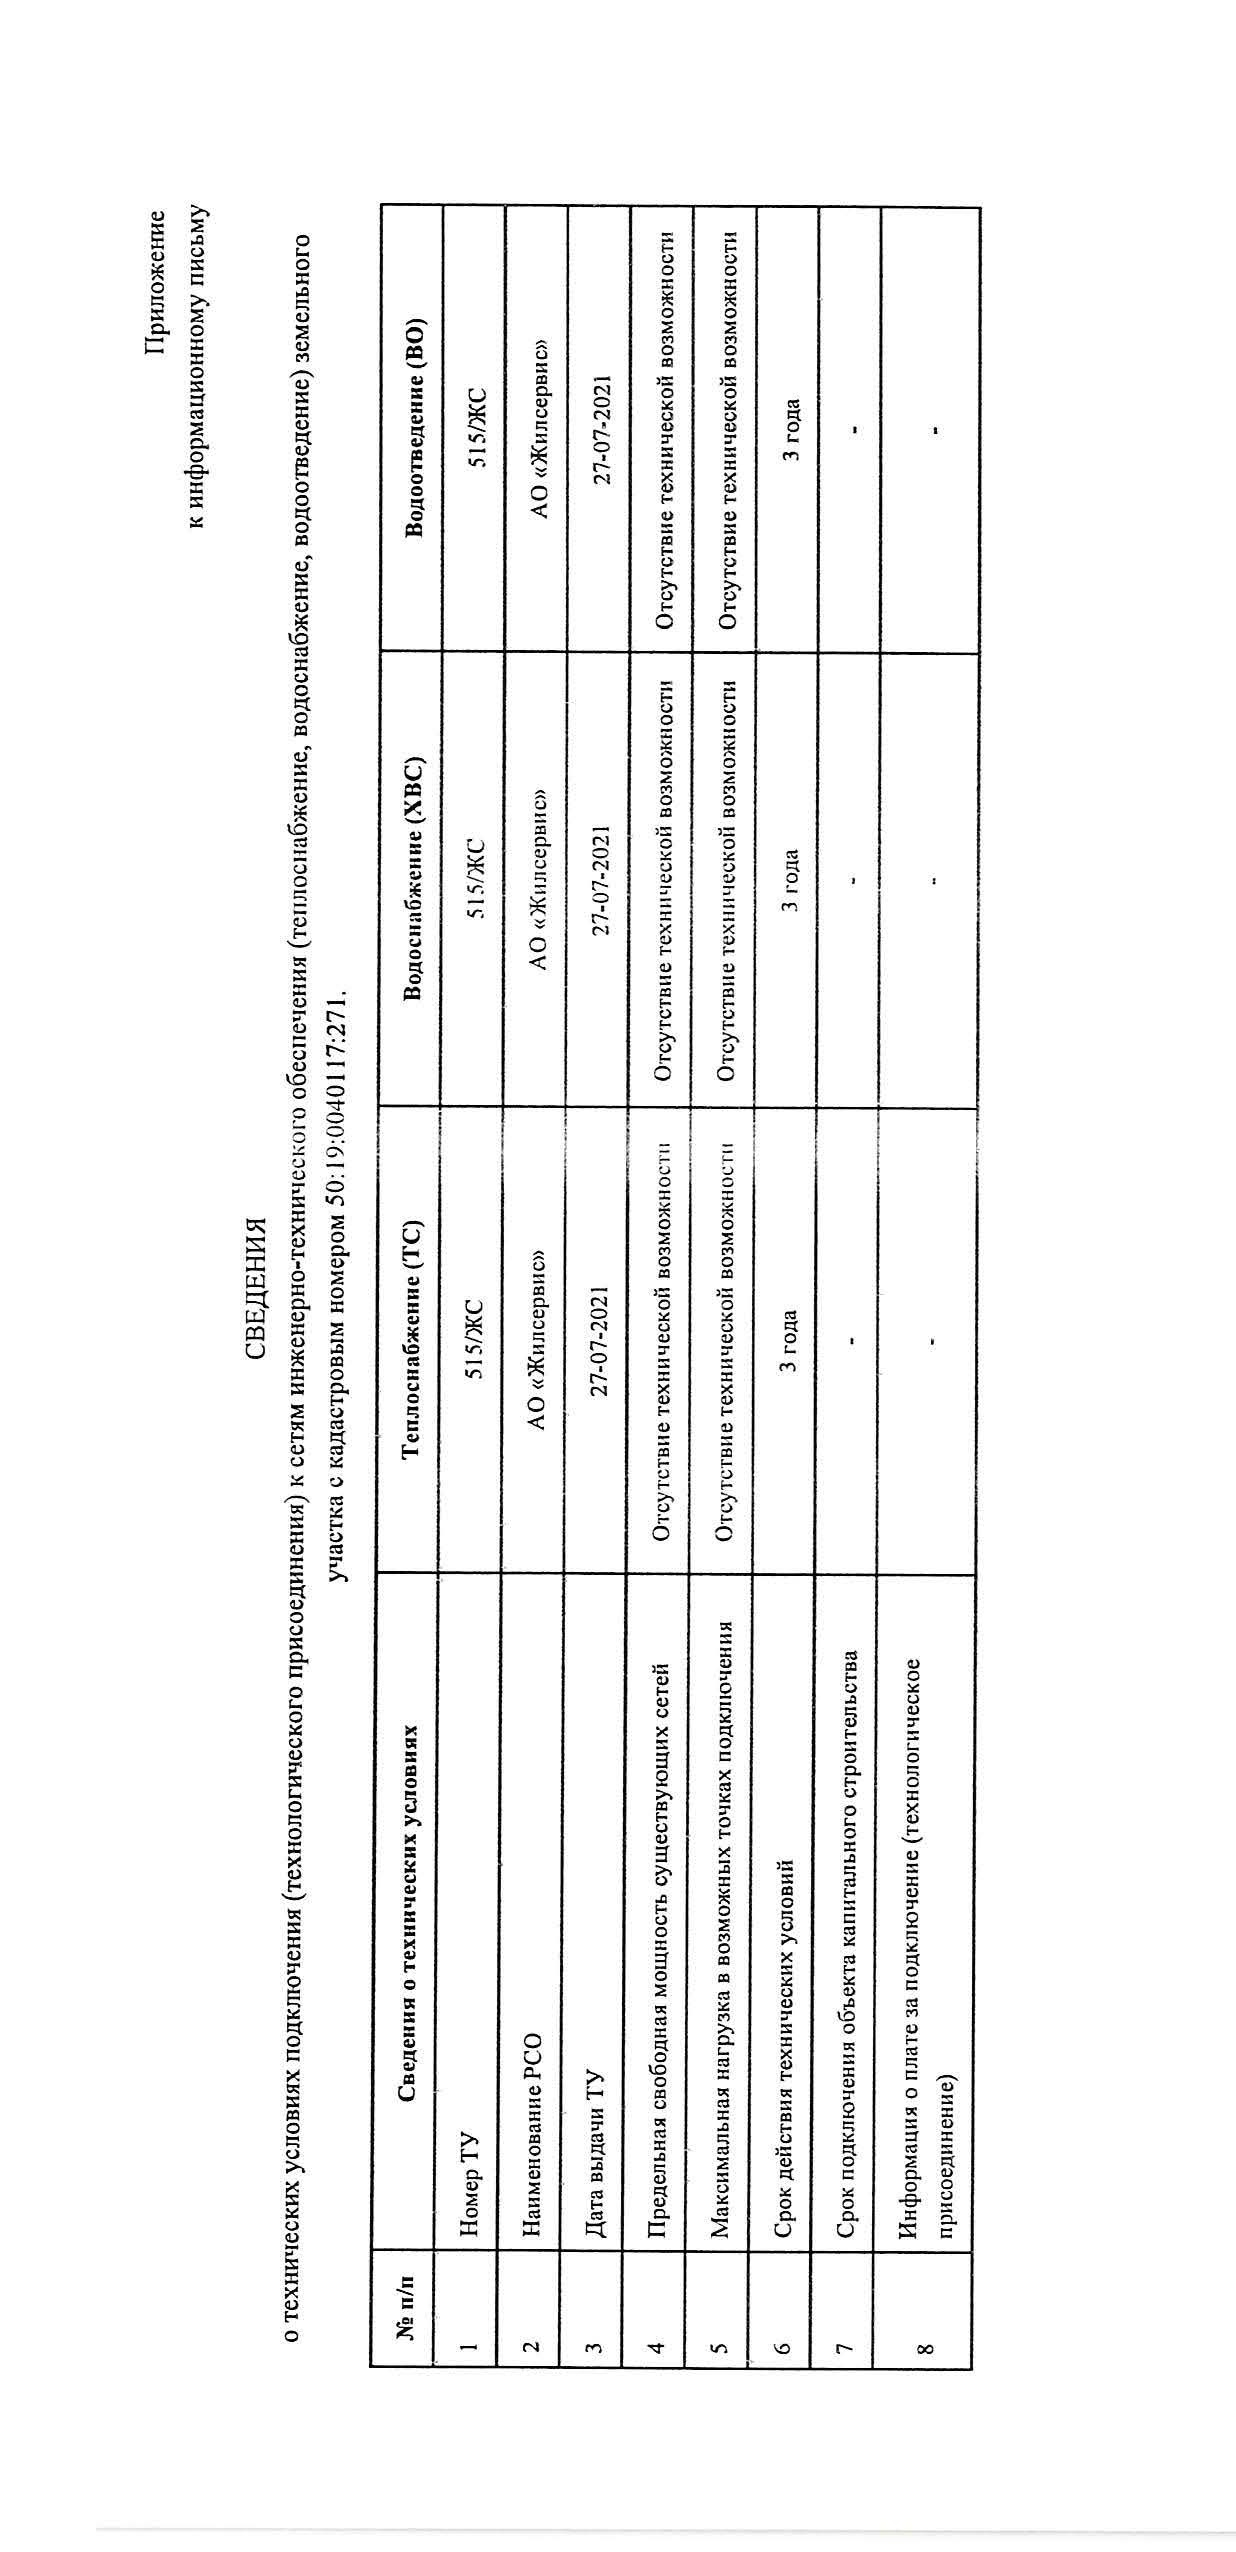 Приложение
к информационному письму
СВЕДЕНИЯ
о технических условиях подключения (технологического присоединения) к сетям инженерно-технического обеспечения (теплоснабжение, водоснабжение, водоотведение) земельного
участка с кадастровым номером 50:19:0040117:271.
№ п/п Сведения о технических условиях Теплоснабжение (ТС) Водоснабжение (ХВС) Водоотведение (ВО)
1 Номер ТУ 515/ЖС 515/ЖС 515/ЖС
2 Наименование РСО АО «Жилсервис» АО «Жилсервис» АО «Жилсервис»
3 Дата выдачи ТУ 27-07-2021 27-07-2021 27-07-2021
4 Предельная свободная мощность существующих сетей Отсутствие технической возможности Отсутствие технической возможности Отсутствие технической возможности
5 Максимальная нагрузка в возможных точках подключения Отсутствие технической возможности Отсутствие технической возможности Отсутствие технической возможности
6 Срок действия технических условий 3 года 3 года 3 года
7 Срок подключения объекта капитального строительства - - -
8 Информация о плате за подключение (технологическое
присоединение) - - -